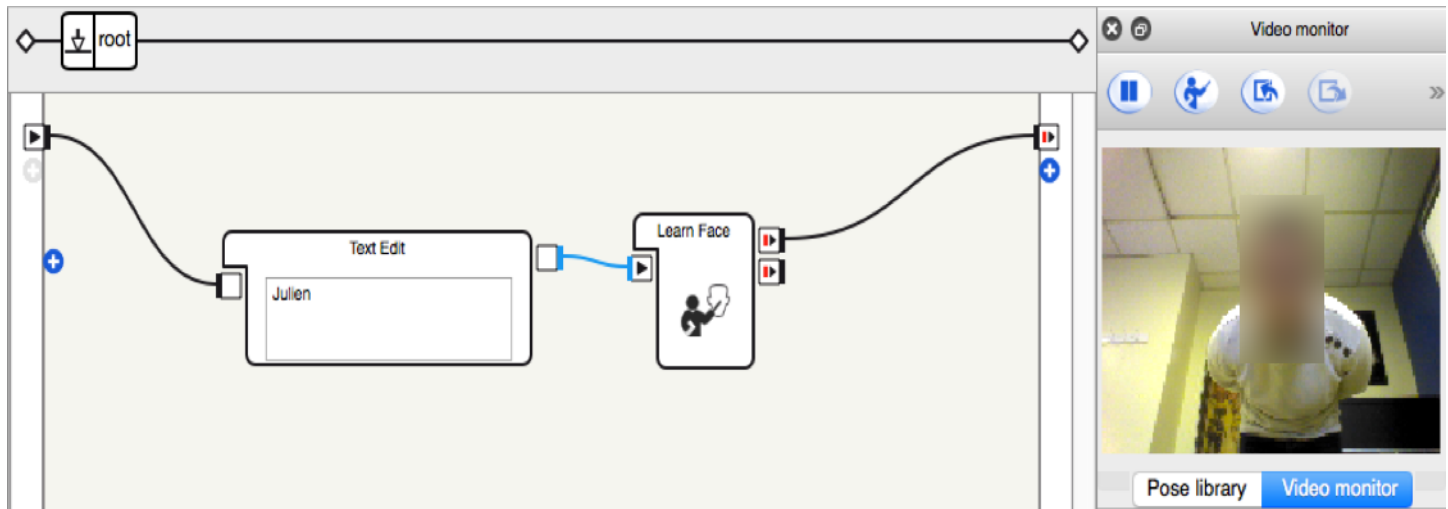 root
Video monitor
Text Edit
Learn Face
Julien
Pose library
Video monitor